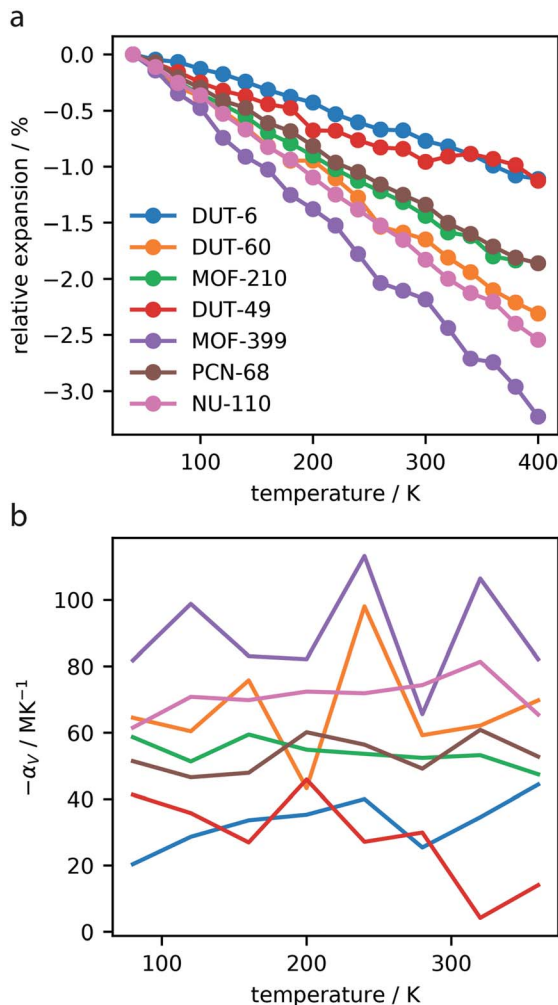 a
0.0
−0.5
−1.0
−1.5
−2.0
−2.5
−3.0
relative expansion / %
DUT-6
DUT-60
MOF-210
DUT-49
MOF-399
PCN-68
NU-110
100 200 300 400
temperature / K
b
100
80
60
40
20
0
−α_V / MK⁻¹
100 200 300
temperature / K